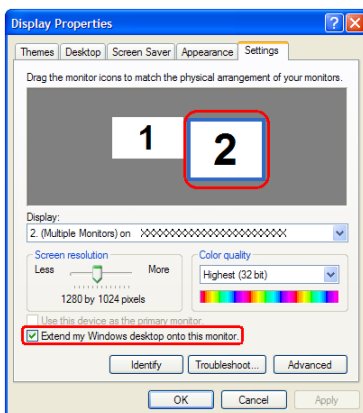 Display Properties
Themes Desktop Screen Saver Appearance Settings
Drag the monitor icons to match the physical arrangement of your monitors.
1 2
Display:
2. (Multiple Monitors) on XXXXXXXXXXXXXXXXXXXXXXXX
Screen resolution Color quality
Less More Highest (32 bit)
1280 by 1024 pixels
Use this device as the primary monitor.
Extend my Windows desktop onto this monitor.
Identify Troubleshoot... Advanced
OK Cancel Apply